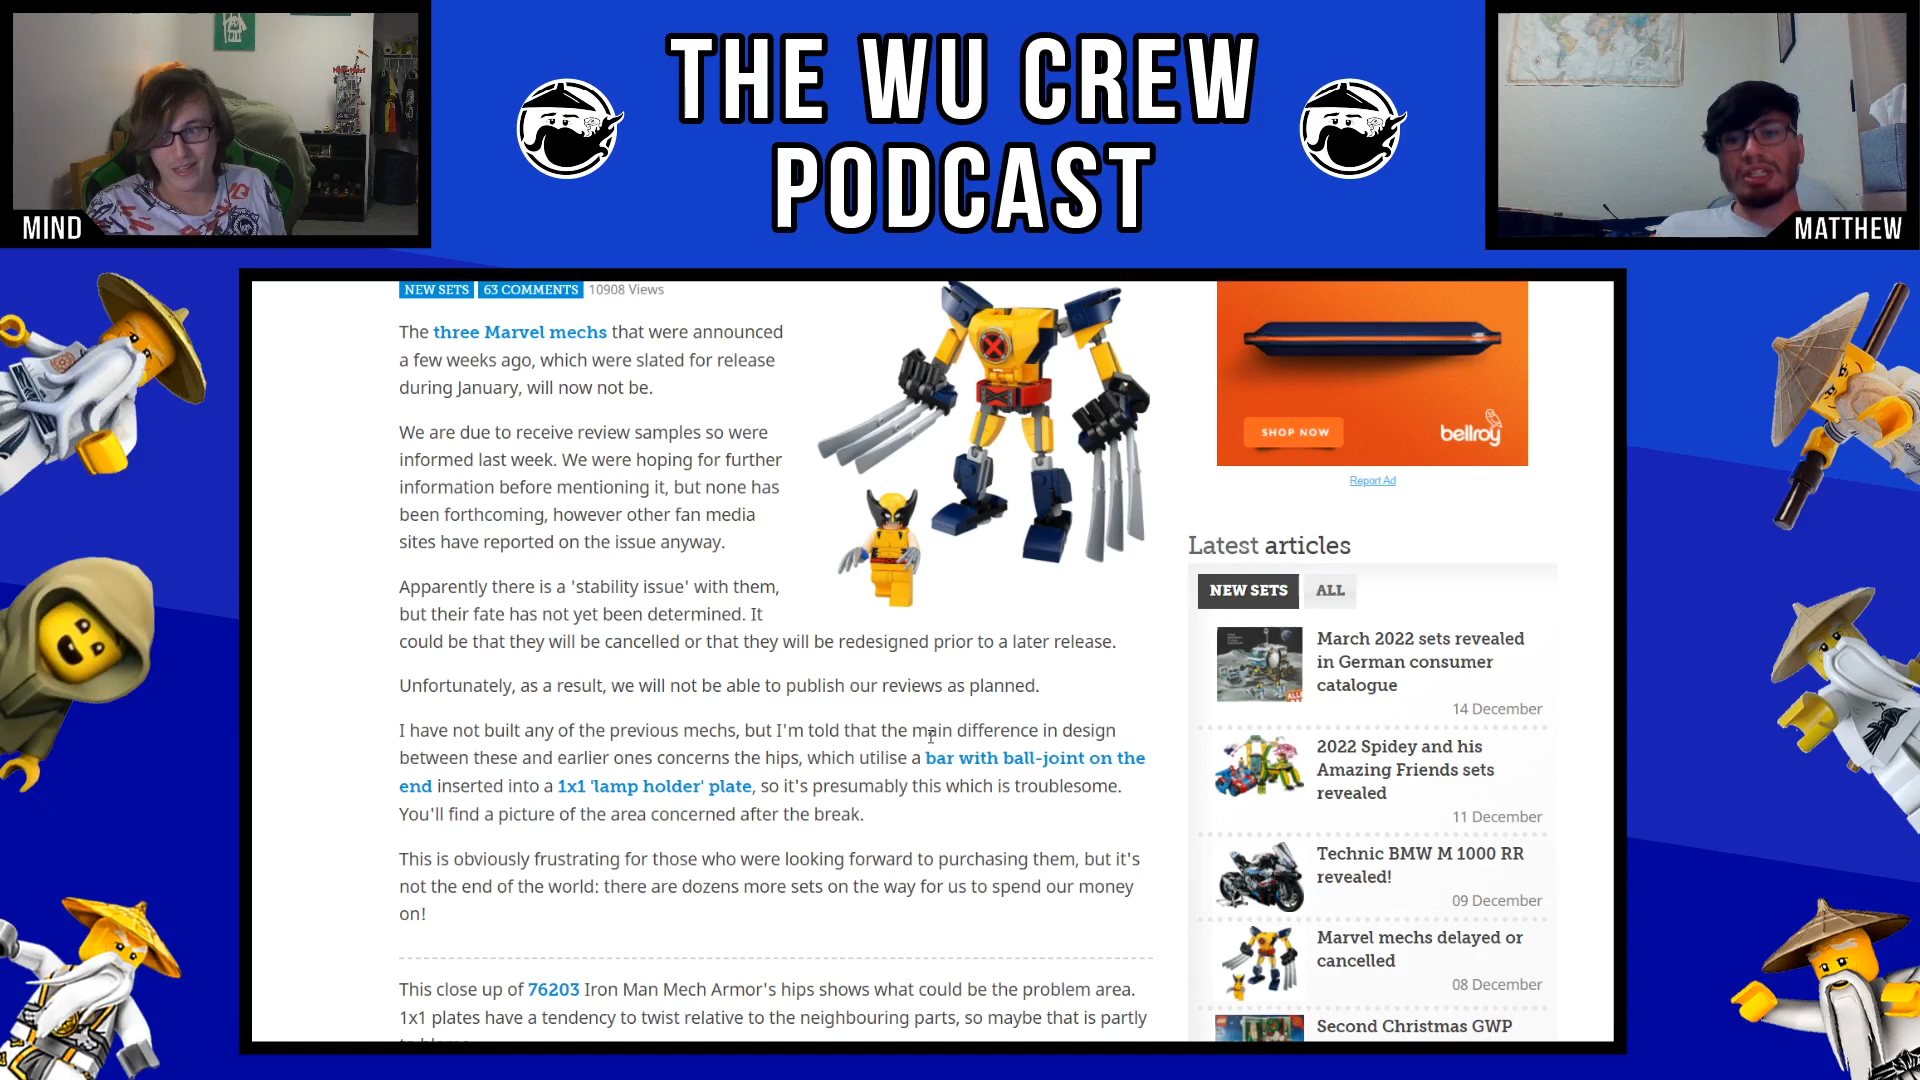 THE WU CREW
PODCAST
MIND
MATTHEW
NEW SETS 63 COMMENTS 10908 Views
The three Marvel mechs that were announced
a few weeks ago, which were slated for release
during January, will now not be.
We are due to receive review samples so were
informed last week. We were hoping for further
information before mentioning it, but none has
been forthcoming, however other fan media
sites have reported on the issue anyway.
Apparently there is a 'stability issue' with them,
but their fate has not yet been determined. It
could be that they will be cancelled or that they will be redesigned prior to a later release.
Unfortunately, as a result, we will not be able to publish our reviews as planned.
I have not built any of the previous mechs, but I'm told that the main difference in design
between these and earlier ones concerns the hips, which utilise a bar with ball-joint on the
end inserted into a 1x1 'lamp holder' plate, so it's presumably this which is troublesome.
You'll find a picture of the area concerned after the break.
This is obviously frustrating for those who were looking forward to purchasing them, but it's
not the end of the world: there are dozens more sets on the way for us to spend our money
on!
This close up of 76203 Iron Man Mech Armor's hips shows what could be the problem area.
1x1 plates have a tendency to twist relative to the neighbouring parts, so maybe that is partly
SHOP NOW
bellroy
Report Ad
Latest articles
NEW SETS ALL
March 2022 sets revealed
in German consumer
catalogue
14 December
2022 Spidey and his
Amazing Friends sets
revealed
11 December
Technic BMW M 1000 RR
revealed!
09 December
Marvel mechs delayed or
cancelled
08 December
Second Christmas GWP